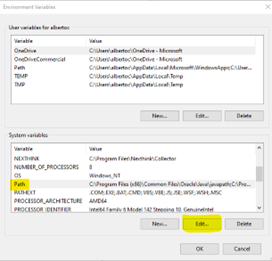 Environment Variables
User variables for albertoc
Variable Value
OneDrive C:\Users\albertoc\OneDrive - Microsoft
OneDriveCommercial C:\Users\albertoc\OneDrive - Microsoft
Path C:\Users\albertoc\AppData\Local\Microsoft\WindowsApps;C:\User...
TEMP C:\Users\albertoc\AppData\Local\Temp
TMP C:\Users\albertoc\AppData\Local\Temp
New... Edit... Delete
System variables
Variable Value
NEXTHINK C:\Program Files\Nexthink\Collector
NUMBER_OF_PROCESSORS 8
OS Windows_NT
Path C:\Program Files (x86)\Common Files\Oracle\Java\javapath;C:\Pro...
PATHEXT .COM;.EXE;.BAT;.CMD;.VBS;.VBE;.JS;.JSE;.WSF;.WSH;.MSC
PROCESSOR_ARCHITECTURE AMD64
PROCESSOR_IDENTIFIER Intel64 Family 6 Model 142 Stepping 10, GenuineIntel
New... Edit... Delete
OK Cancel